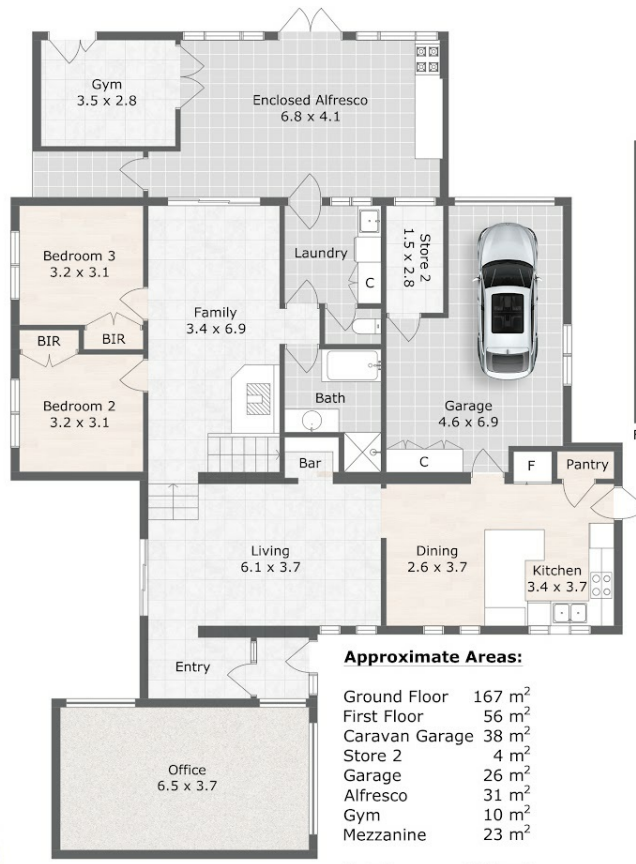 Gym
3.5 x 2.8
Enclosed Alfresco
6.8 x 4.1
Bedroom 3
3.2 x 3.1
Laundry
C
Store 2
1.5 x 2.8
Family
3.4 x 6.9
BIR
BIR
Bedroom 2
3.2 x 3.1
Bath
Garage
4.6 x 6.9
Bar
C
F
Pantry
Living
6.1 x 3.7
Dining
2.6 x 3.7
Kitchen
3.4 x 3.7
Entry
Office
6.5 x 3.7
Approximate Areas:
Ground Floor 167 m²
First Floor 56 m²
Caravan Garage 38 m²
Store 2 4 m²
Garage 26 m²
Alfresco 31 m²
Gym 10 m²
Mezzanine 23 m²